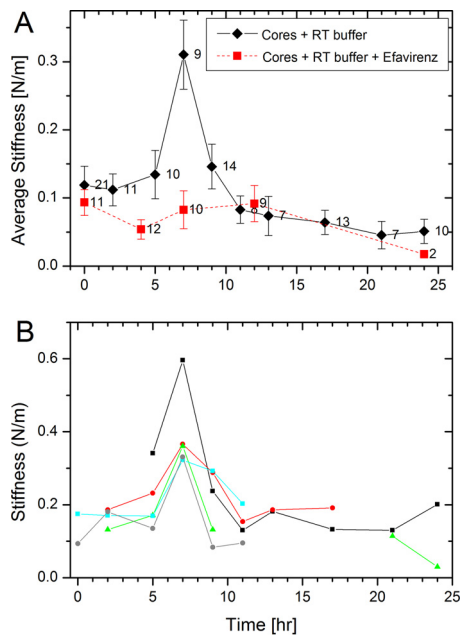 A
Cores + RT buffer
Cores + RT buffer + Efavirenz
Average Stiffness [N/m]
0.3
0.2
0.1
0.0
21
11
10
9
14
8
7
13
7
10
11
12
10
9
2
0 5 10 15 20 25
B
Stiffness (N/m)
0.6
0.4
0.2
0.0
0 5 10 15 20 25
Time [hr]